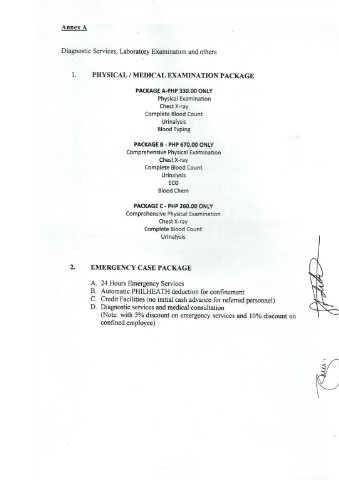 Annex A
Diagnostic Services, Laboratory Examination and others
1. PHYSICAL / MEDICAL EXAMINATION PACKAGE
PACKAGE A-PHP 330.00 ONLY
Physical Examination
Chest X-ray
Complete Blood Count
Urinalysis
Blood Typing
PACKAGE B - PHP 670.00 ONLY
Comprehensive Physical Examination
Chest X-ray
Complete Blood Count
Urinalysis
ECG
Blood Chem
PACKAGE C - PHP 260.00 ONLY
Comprehensive Physical Examination
Chest X-ray
Complete Blood Count
Urinalysis
2. EMERGENCY CASE PACKAGE
A. 24 Hours Emergency Services
B. Automatic PHILHEATH deduction for confinement
C. Credit Facilities (no initial cash advance for referred personnel)
D. Diagnostic services and medical consultation
(Note: with 5% discount on emergency services and 10% discount on
confined employee)